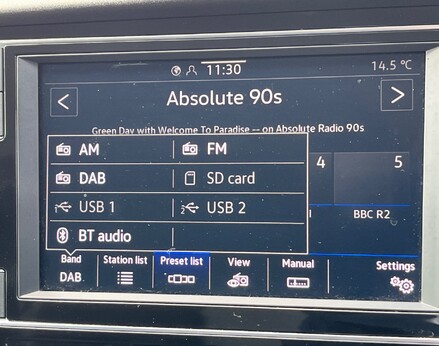 11:30
14.5 °C
<
Absolute 90s
>
Green Day with Welcome To Paradise -- on Absolute Radio 90s
AM
FM
DAB
SD card
1 USB 1
2 USB 2
BT audio
4
5
BBC R2
Band
DAB
Station list
Preset list
View
Manual
Settings